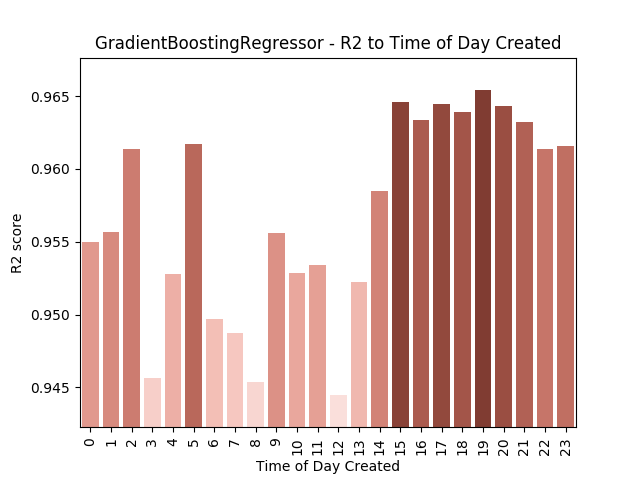 GradientBoostingRegressor - R2 to Time of Day Created
R2 score
0.965
0.960
0.955
0.950
0.945
0 1 2 3 4 5 6 7 8 9 10 11 12 13 14 15 16 17 18 19 20 21 22 23
Time of Day Created